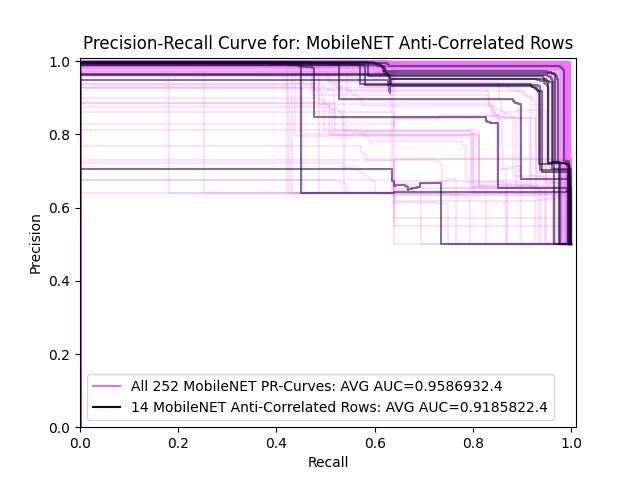 Precision-Recall Curve for: MobileNET Anti-Correlated Rows
1.0
0.8
0.6
0.4
0.2
0.0
Precision
All 252 MobileNET PR-Curves: AVG AUC=0.9586932.4
14 MobileNET Anti-Correlated Rows: AVG AUC=0.9185822.4
0.0 0.2 0.4 0.6 0.8 1.0
Recall